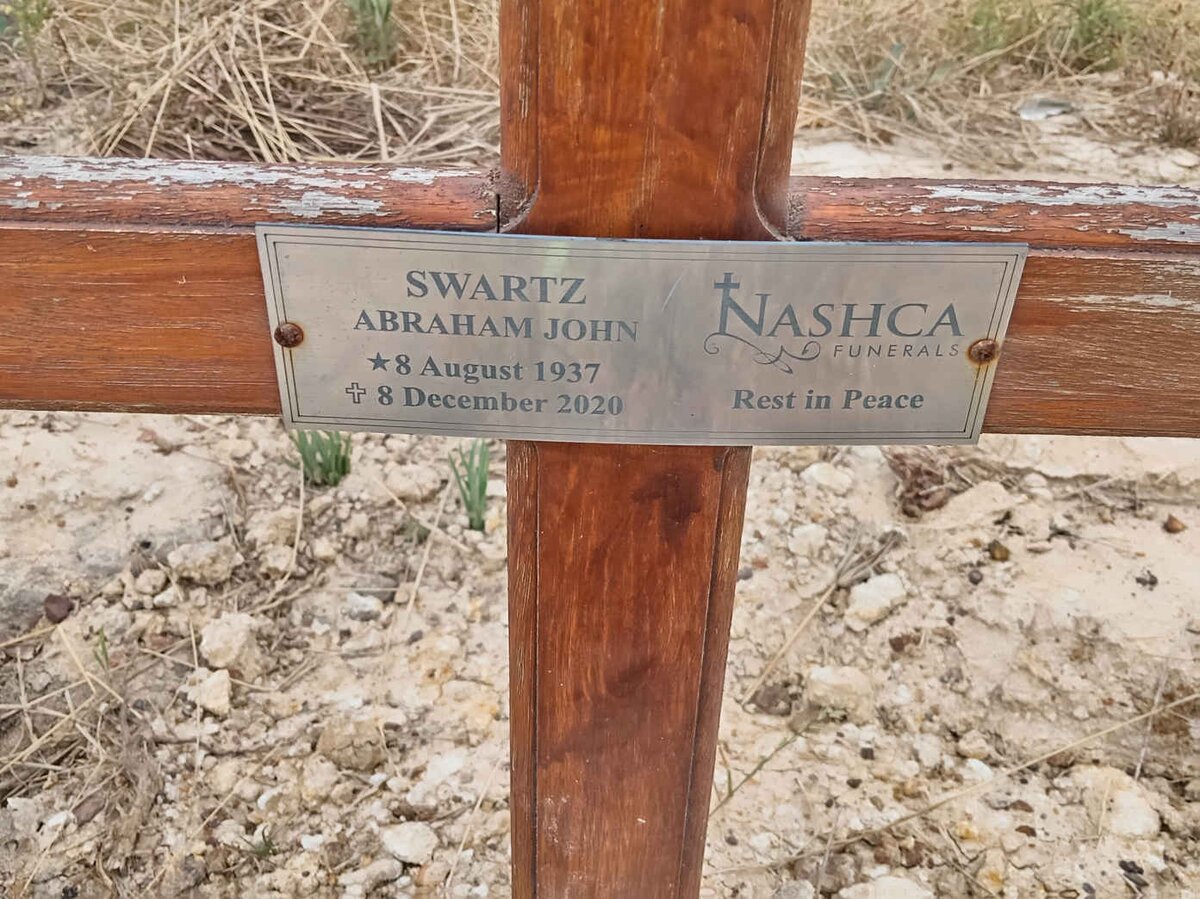 SWARTZ
ABRAHAM JOHN
★8 August 1937
✞ 8 December 2020
NASHCA
FUNERALS
Rest in Peace